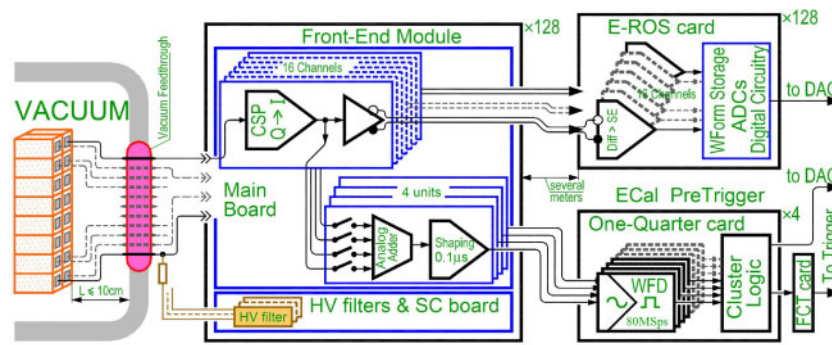 Front-End Module
×128
16 Channels
CSP
Q → I
VACUUM
Vacuum Feedthrough
Main
Board
L ⩽ 10cm
4 units
Analog
Adder
Shaping
0.1µs
HV filters & SC board
HV filter
several
meters
E-ROS card
×128
16 Channels
Diff > SE
WForm Storage
ADCs
Digital Circuitry
to DAQ
ECal PreTrigger
One-Quarter card
×4
WFD
80MSps
Cluster
Logic
to DAQ
FCT card
To Trigger